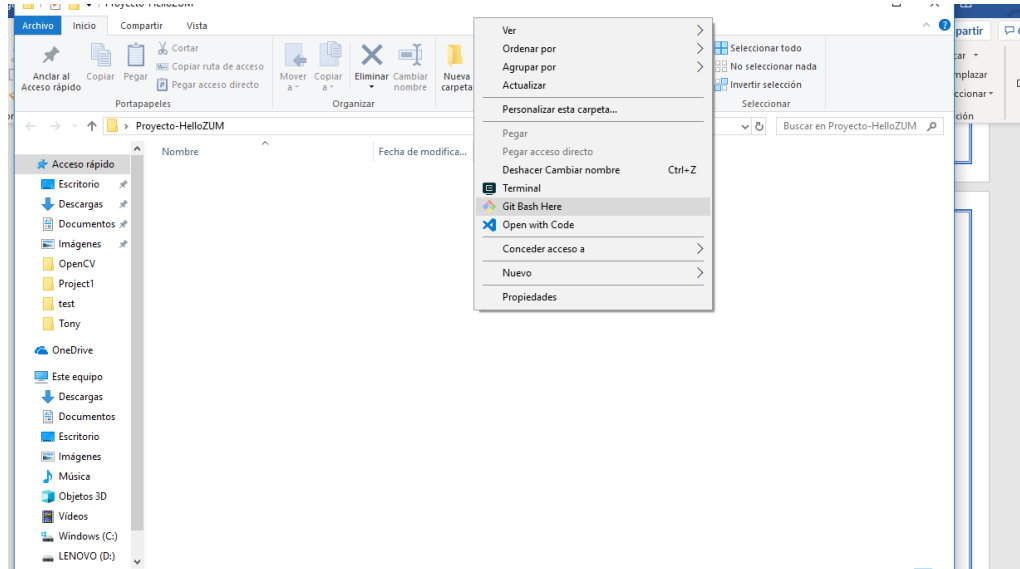 Proyecto-HelloZUM
Archivo Inicio Compartir Vista
Anclar al Acceso rápido
Copiar
Pegar
Cortar
Copiar ruta de acceso
Pegar acceso directo
Portapapeles
Mover a
Copiar a
Eliminar
Cambiar nombre
Organizar
Nueva carpeta
Seleccionar todo
No seleccionar nada
Invertir selección
Seleccionar
Proyecto-HelloZUM
Buscar en Proyecto-HelloZUM
Nombre
Fecha de modifica...
Acceso rápido
Escritorio
Descargas
Documentos
Imágenes
OpenCV
Project1
test
Tony
OneDrive
Este equipo
Descargas
Documentos
Escritorio
Imágenes
Música
Objetos 3D
Vídeos
Windows (C:)
LENOVO (D:)
Ver
Ordenar por
Agrupar por
Actualizar
Personalizar esta carpeta...
Pegar
Pegar acceso directo
Deshacer Cambiar nombre Ctrl+Z
Terminal
Git Bash Here
Open with Code
Conceder acceso a
Nuevo
Propiedades